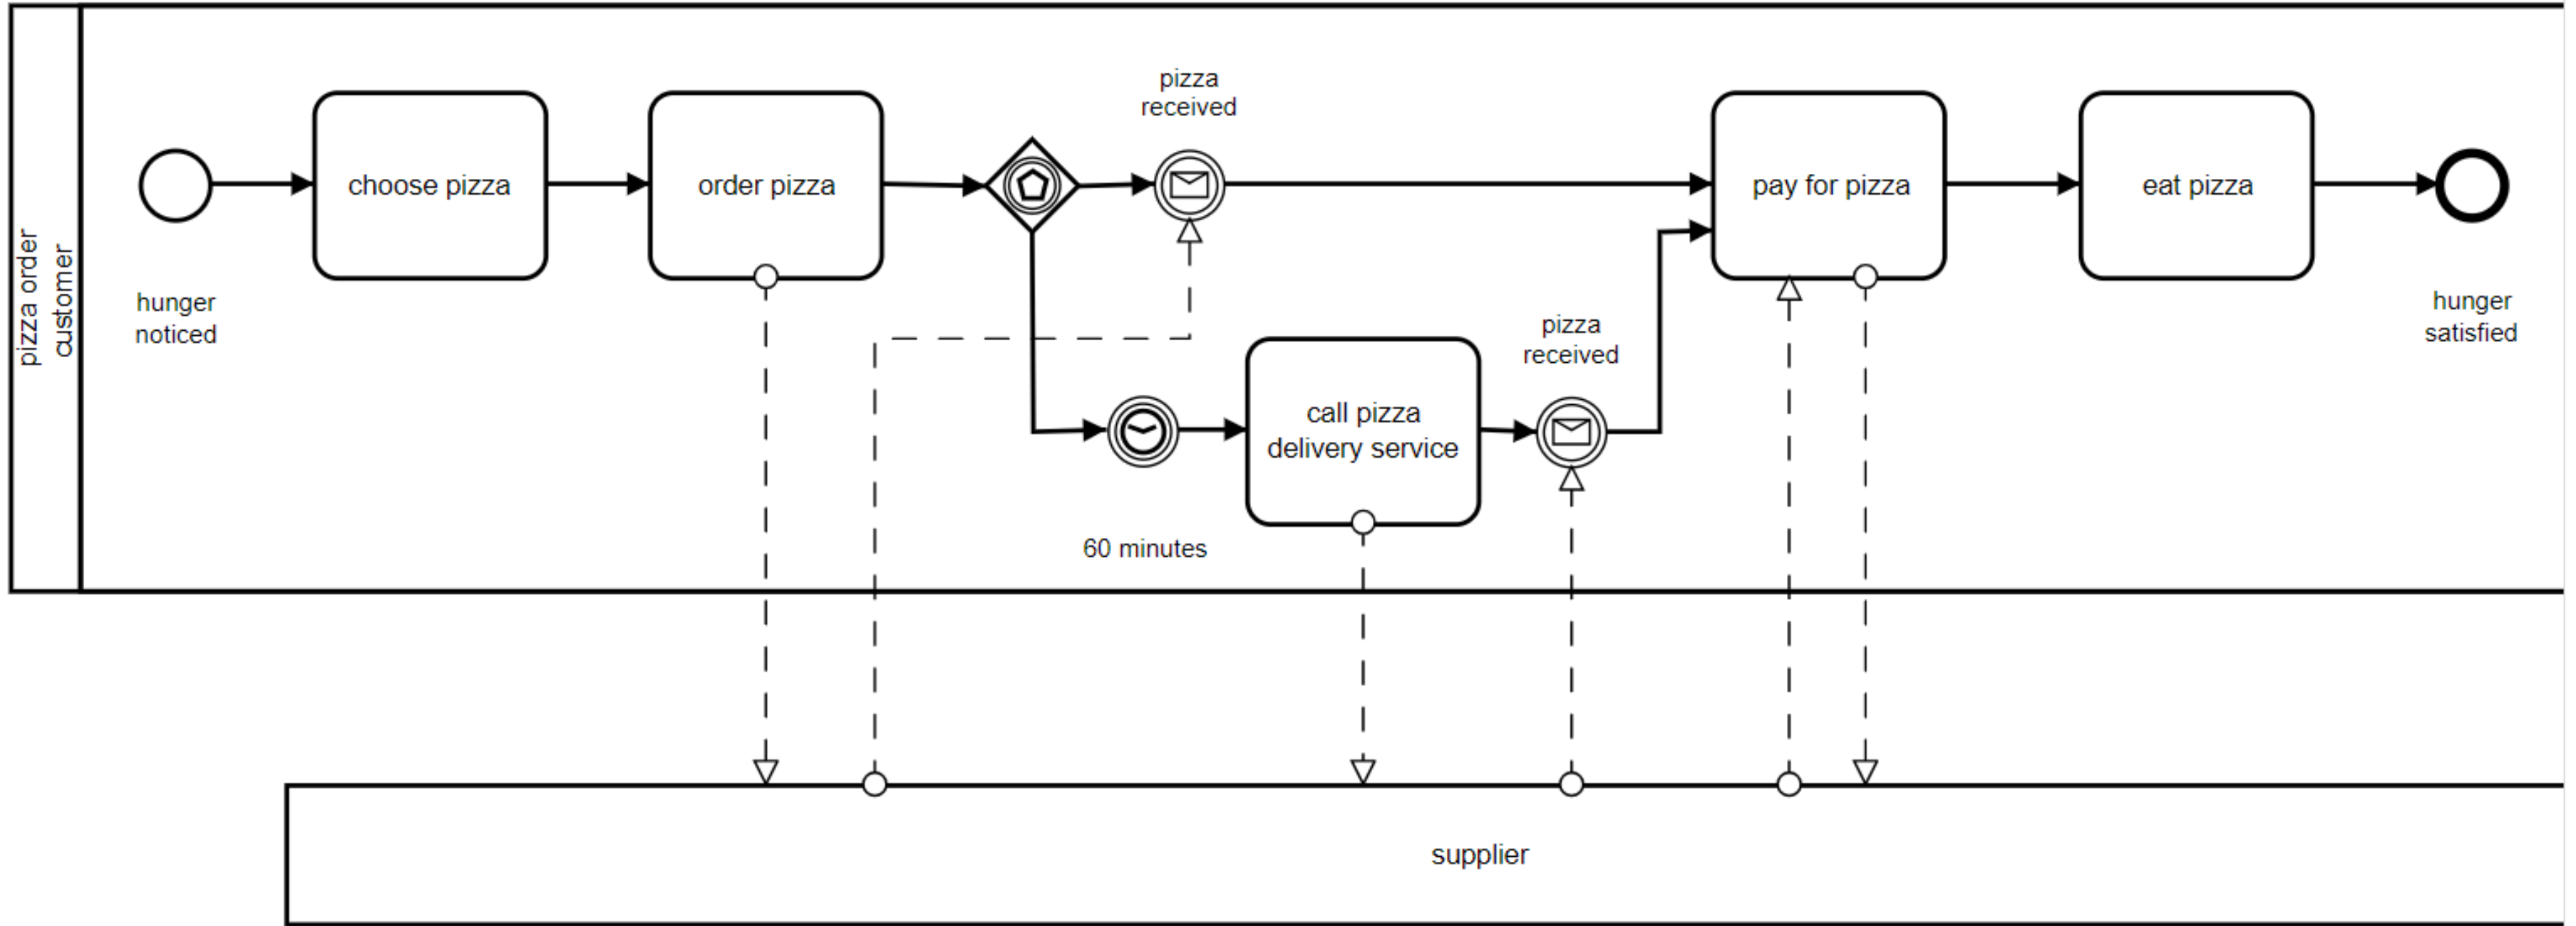 pizza order
customer
hunger
noticed
choose pizza
order pizza
pizza
received
60 minutes
call pizza
delivery service
pizza
received
pay for pizza
eat pizza
hunger
satisfied
supplier